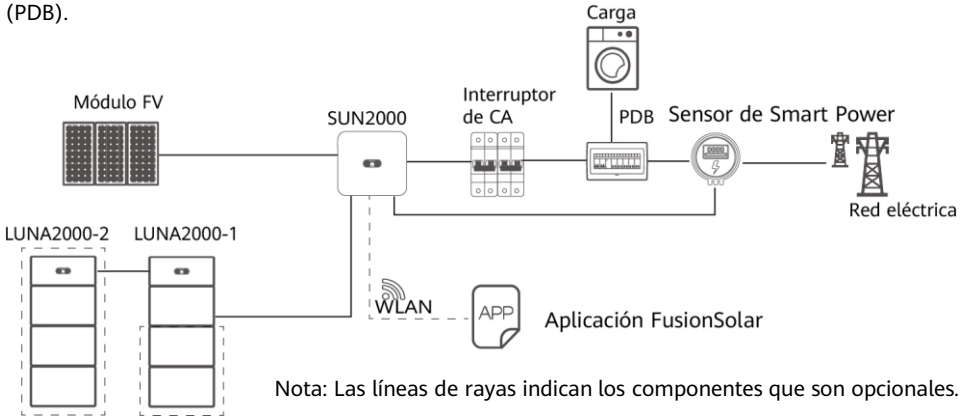 (PDB).
Carga
Módulo FV
SUN2000
Interruptor
de CA
PDB
Sensor de Smart Power
Red eléctrica
LUNA2000-2
LUNA2000-1
WLAN
APP
Aplicación FusionSolar
Nota: Las líneas de rayas indican los componentes que son opcionales.